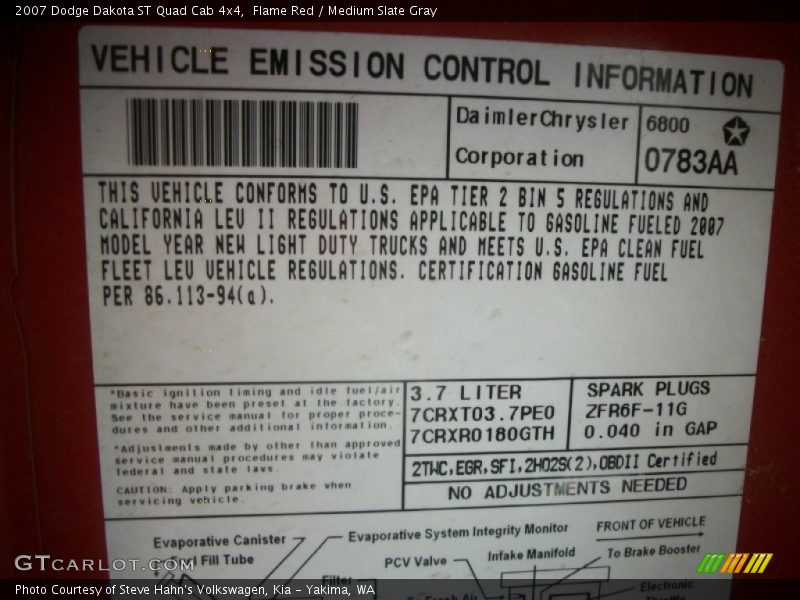 2007 Dodge Dakota ST Quad Cab 4x4,  Flame Red / Medium Slate Gray
VEHICLE EMISSION CONTROL INFORMATION
DaimlerChrysler
Corporation
6800
0783AA
THIS VEHICLE CONFORMS TO U.S. EPA TIER 2 BIN 5 REGULATIONS AND
CALIFORNIA LEV II REGULATIONS APPLICABLE TO GASOLINE FUELED 2007
MODEL YEAR NEW LIGHT DUTY TRUCKS AND MEETS U.S. EPA CLEAN FUEL
FLEET LEV VEHICLE REGULATIONS. CERTIFICATION GASOLINE FUEL
PER 86.113-94(a).
*Basic ignition timing and idle fuel/air
mixture have been preset at the factory.
See the service manual for proper proce-
dures and other additional information.
*Adjustments made by other than approved
service manual procedures may violate
federal and state laws.
CAUTION: Apply parking brake when
servicing vehicle.
3.7 LITER
7CRXT03.7PE0
7CRXR0180GTH
SPARK PLUGS
ZFR6F-11G
0.040 in GAP
2TWC,EGR,SFI,2HO2S(2),OBDII Certified
NO ADJUSTMENTS NEEDED
Evaporative Canister
Evaporative System Integrity Monitor
FRONT OF VEHICLE
Fuel Fill Tube
PCV Valve
Intake Manifold
To Brake Booster
Filter
To Fresh Air
Electronic
Throttle
GTCARLOT.COM
Photo Courtesy of Steve Hahn's Volkswagen, Kia - Yakima, WA